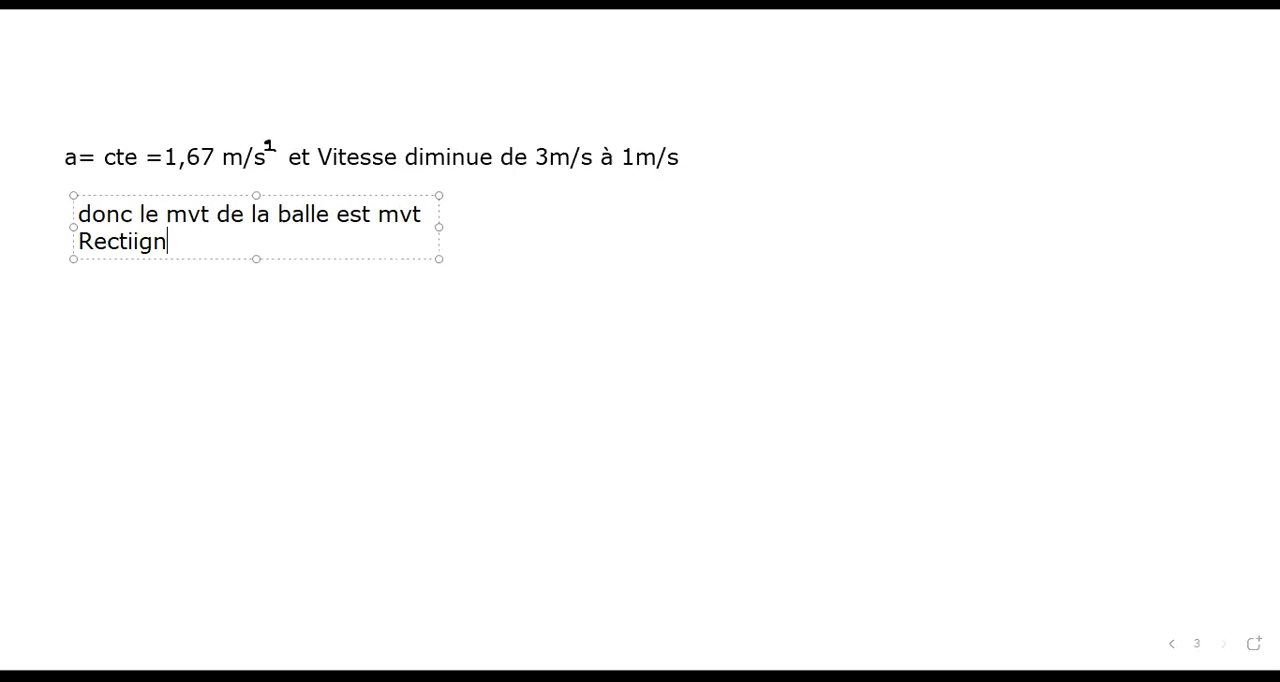 a= cte =1,67 m/s¹ et Vitesse diminue de 3m/s à 1m/s
donc le mvt de la balle est mvt
Rectiign
3